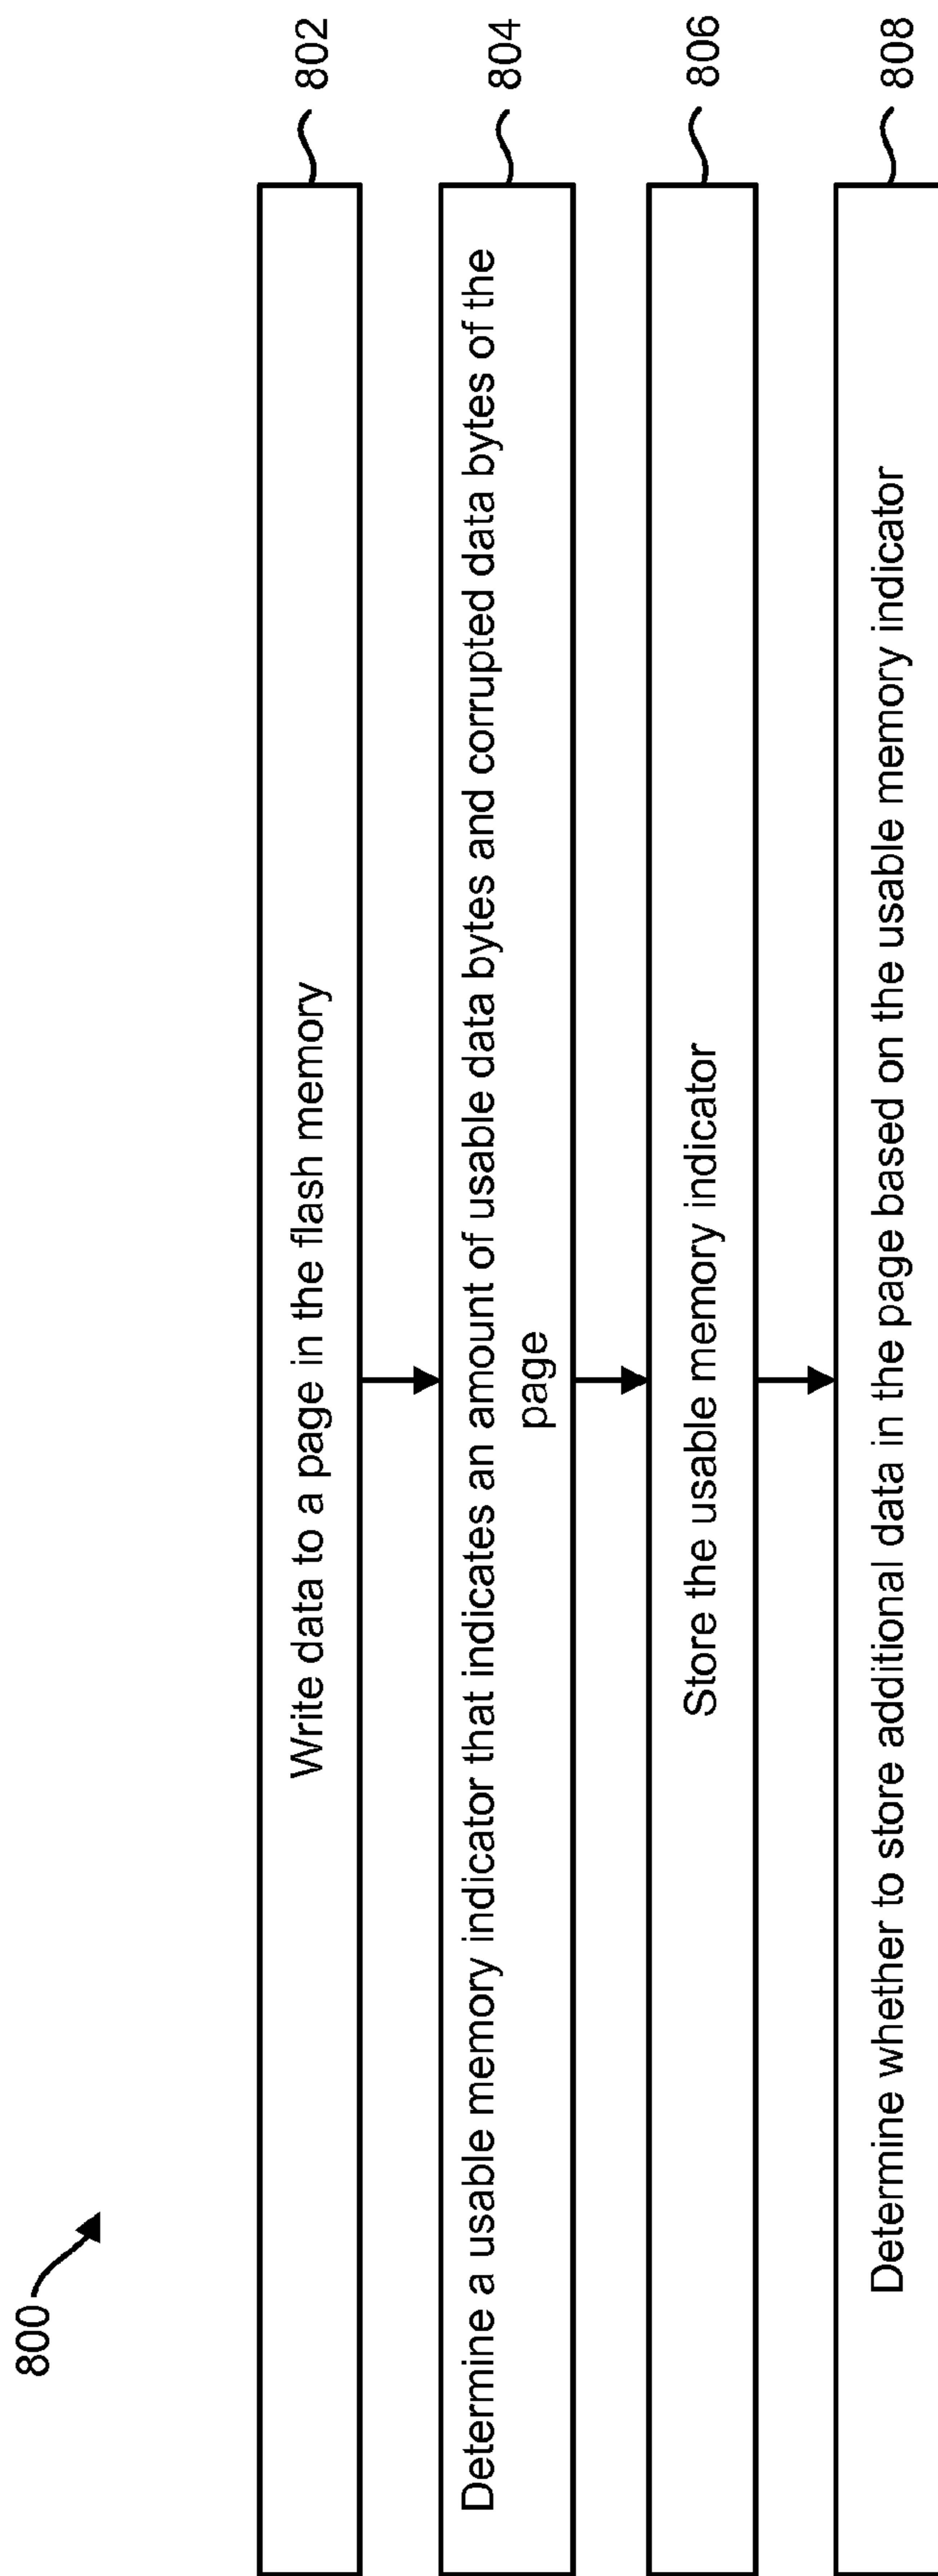 800
Write data to a page in the flash memory
802
Determine a usable memory indicator that indicates an amount of usable data bytes and corrupted data bytes of the
page
804
Store the usable memory indicator
806
Determine whether to store additional data in the page based on the usable memory indicator
808